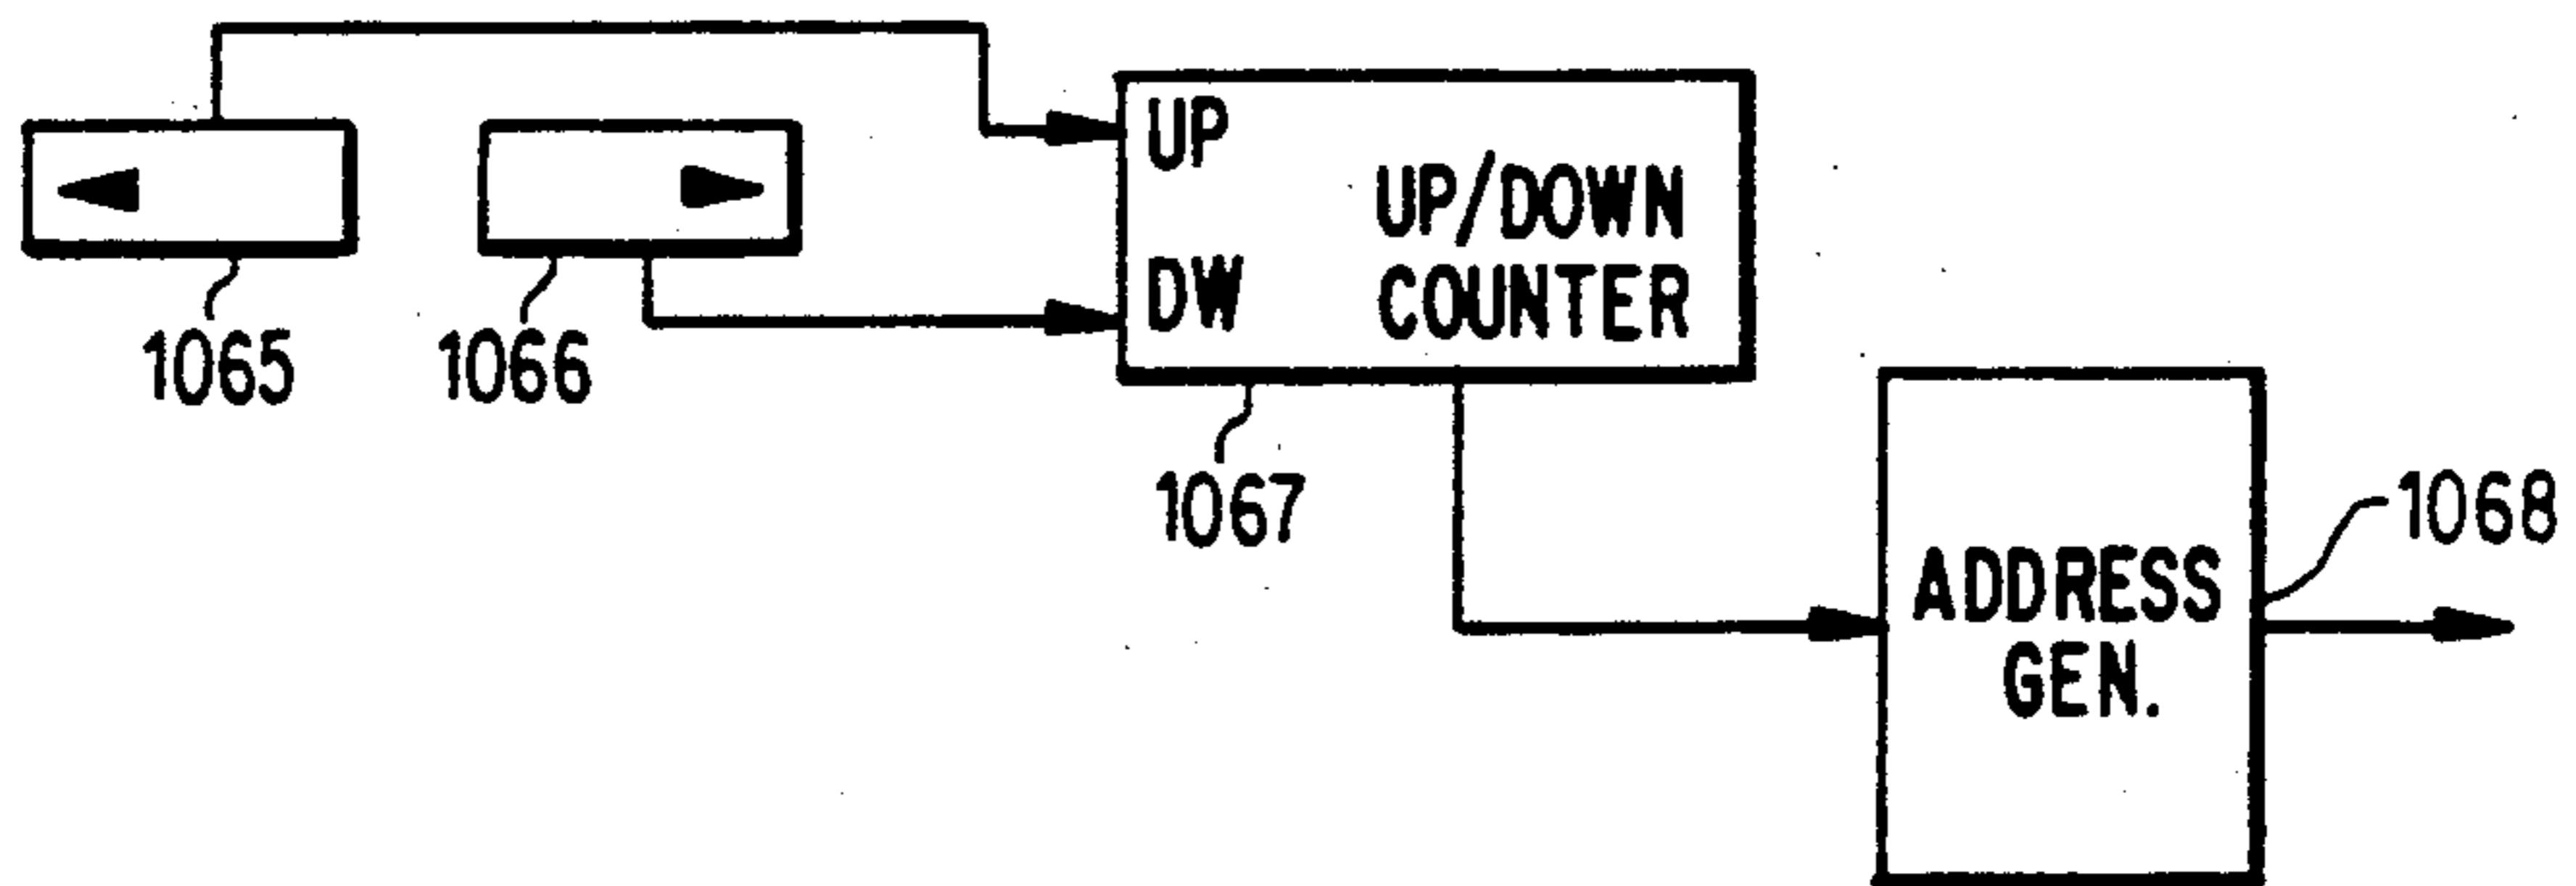 UP
UP/DOWN
COUNTER
DW
1065
1066
1067
1068
ADDRESS
GEN.